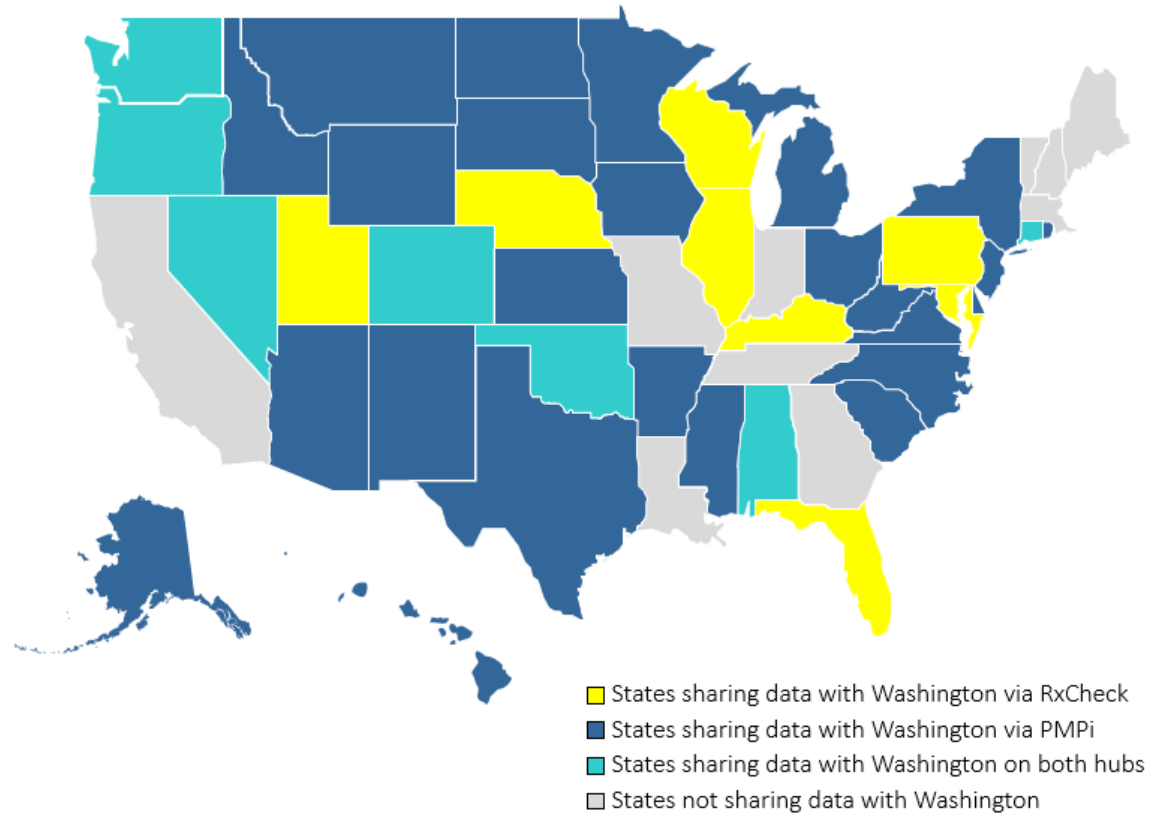 States sharing data with Washington via RxCheck
States sharing data with Washington via PMPi
States sharing data with Washington on both hubs
States not sharing data with Washington